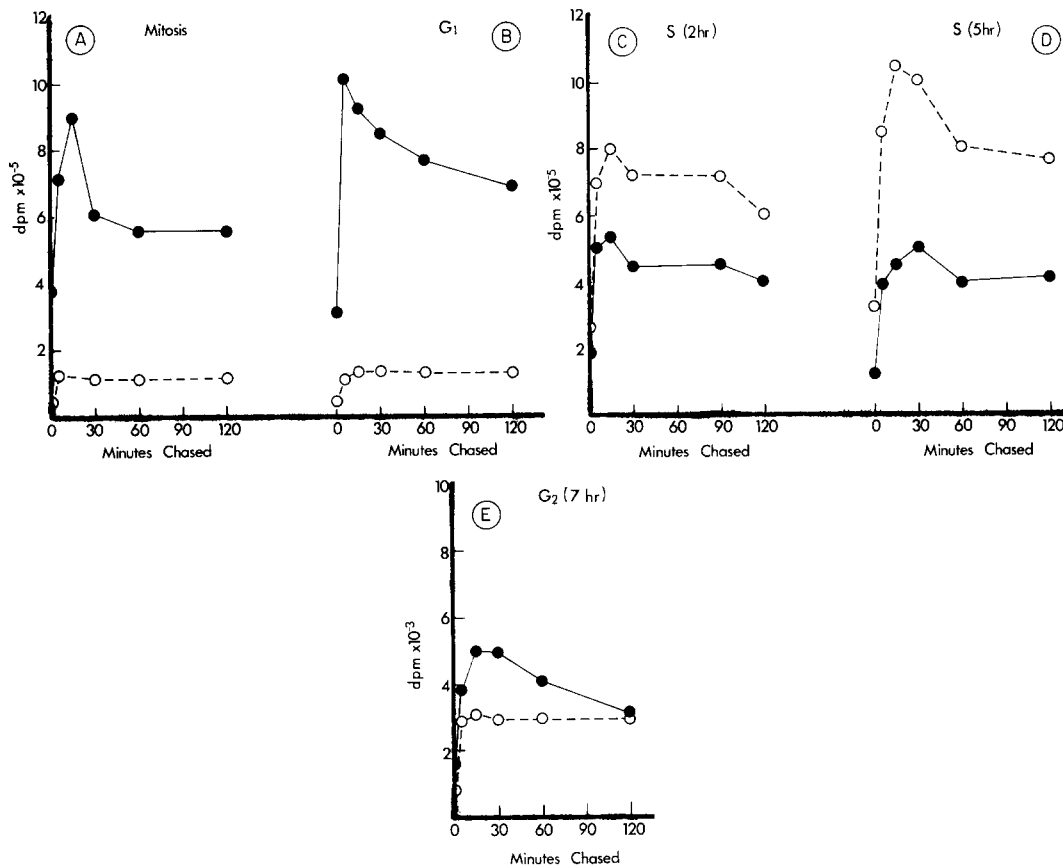 A Mitosis
G₁ B
C S (2hr)
S (5hr) D
12
10
8
6
4
2
dpm x10⁻⁵
0 30 60 90 120
Minutes Chased
0 30 60 90 120
Minutes Chased
12
10
8
6
4
2
dpm x10⁻⁵
0 30 60 90 120
Minutes Chased
0 30 60 90 120
Minutes Chased
E G₂ (7 hr)
10
8
6
4
2
dpm x10⁻³
0 30 60 90 120
Minutes Chased